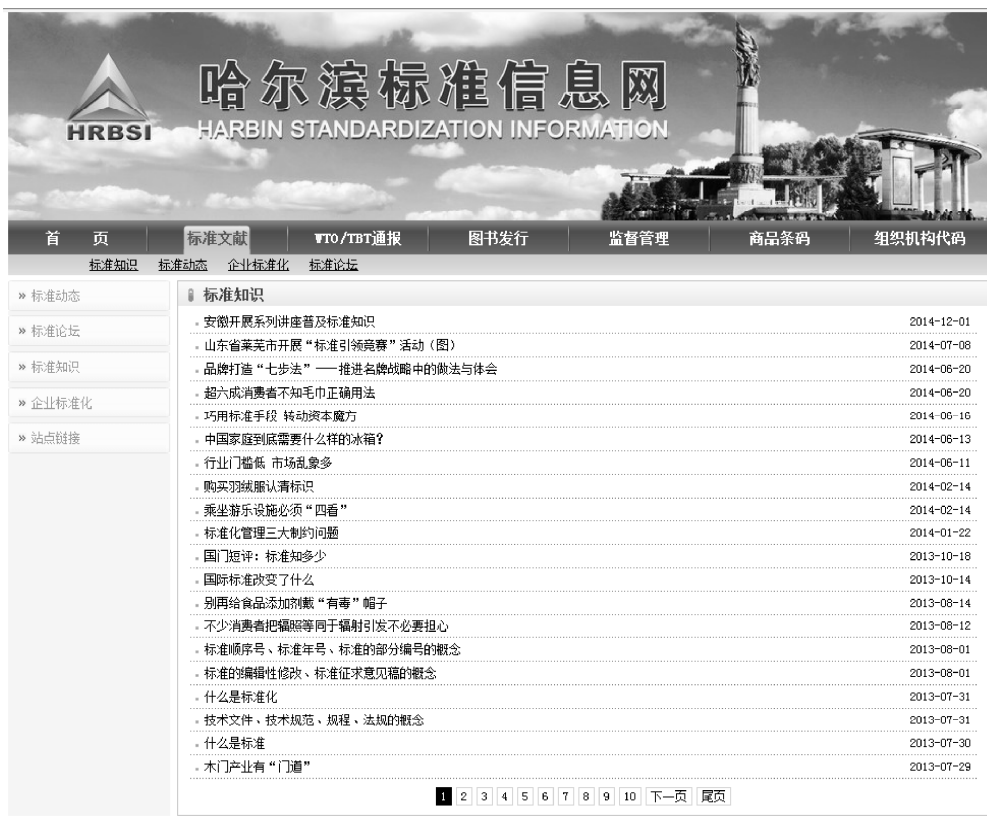 哈尔滨标准信息网
HRBSI
HARBIN STANDARDIZATION INFORMATION
首 页 标准文献 WTO/TBT通报 图书发行 监督管理 商品条码 组织机构代码
标准知识 标准动态 企业标准化 标准论坛
» 标准动态
» 标准论坛
» 标准知识
» 企业标准化
» 站点链接
标准知识
安徽开展系列讲座普及标准知识 2014-12-01
山东省莱芜市开展“标准引领竞赛”活动（图） 2014-07-08
品牌打造“七步法”——推进名牌战略中的做法与体会 2014-06-20
超六成消费者不知毛巾正确用法 2014-06-20
巧用标准手段 转动资本魔方 2014-06-16
中国家庭到底需要什么样的冰箱? 2014-06-13
行业门槛低 市场乱象多 2014-06-11
购买羽绒服认清标识 2014-02-14
乘坐游乐设施必须“四看” 2014-02-14
标准化管理三大制约问题 2014-01-22
国门短评：标准知多少 2013-10-18
国际标准改变了什么 2013-10-14
别再给食品添加剂戴“有毒”帽子 2013-08-14
不少消费者把辐照等同于辐射引发不必要担心 2013-08-12
标准顺序号、标准年号、标准的部分编号的概念 2013-08-01
标准的编辑性修改、标准征求意见稿的概念 2013-08-01
什么是标准化 2013-07-31
技术文件、技术规范、规程、法规的概念 2013-07-31
什么是标准 2013-07-30
木门产业有“门道” 2013-07-29
1 2 3 4 5 6 7 8 9 10 下一页 尾页